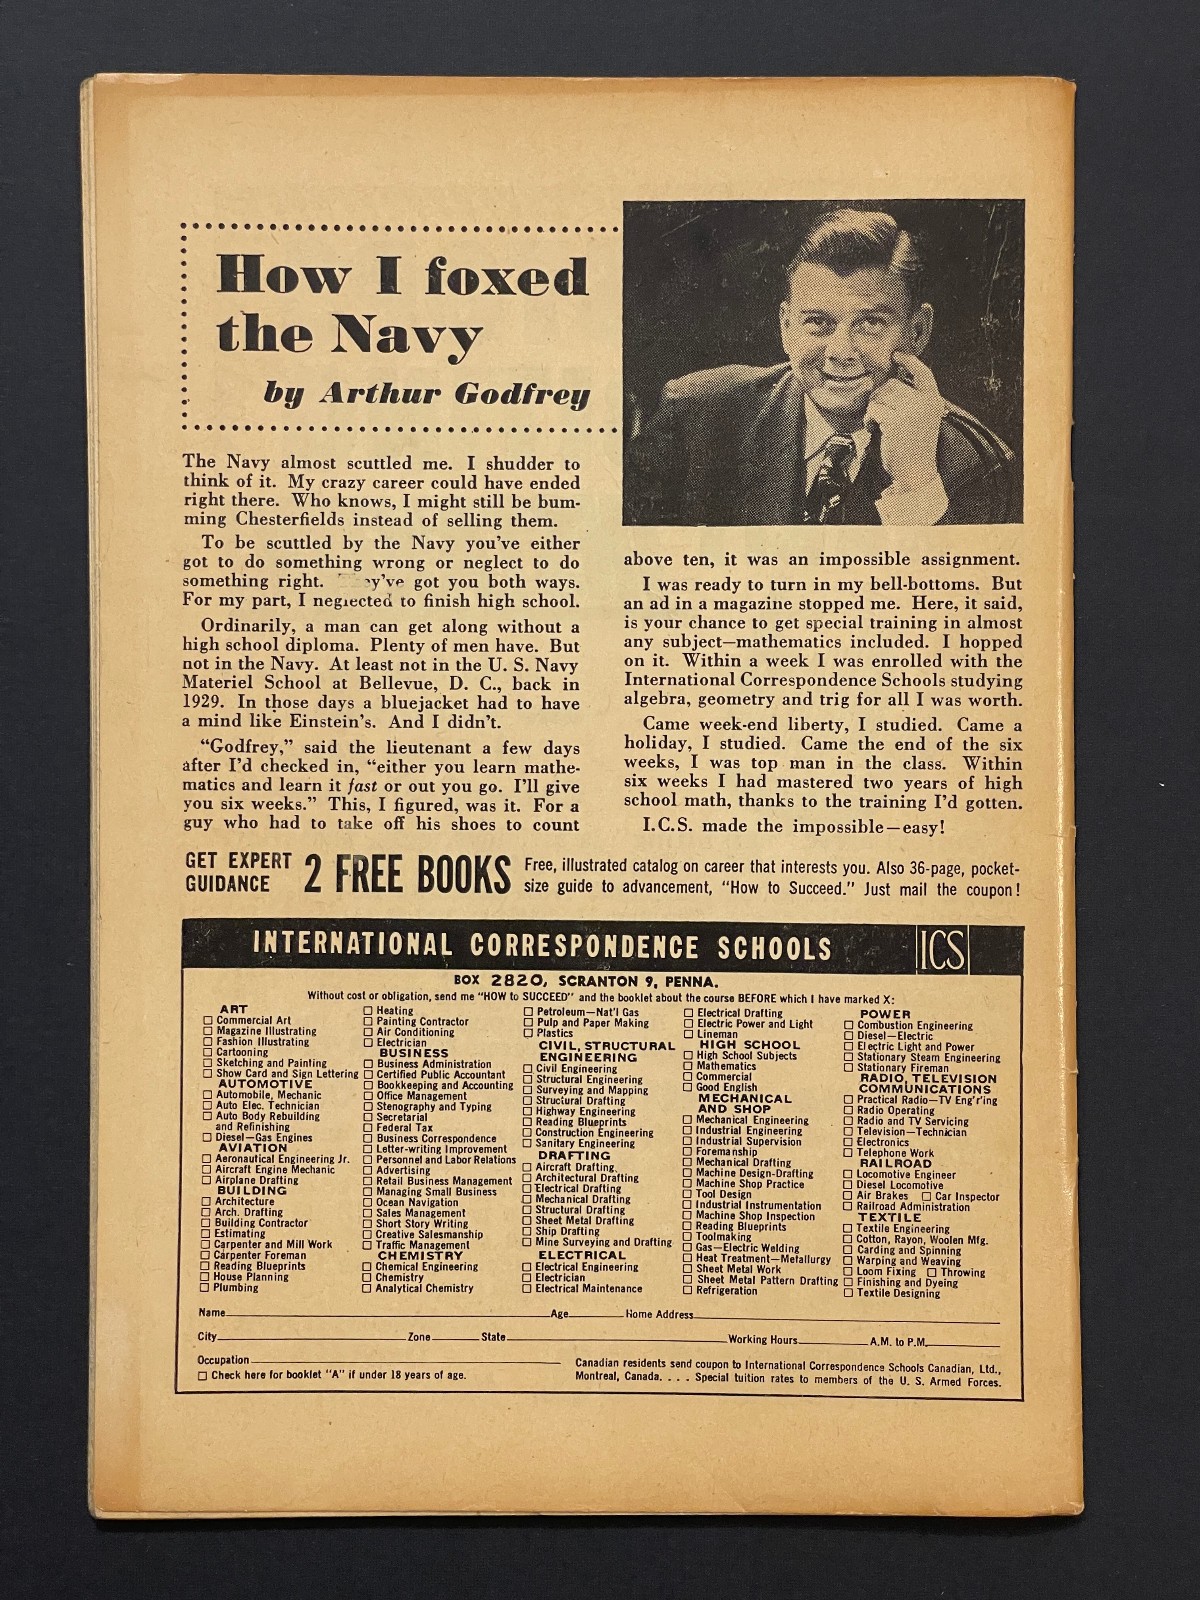 How I foxed
the Navy
by Arthur Godfrey
The Navy almost scuttled me. I shudder to
think of it. My crazy career could have ended
right there. Who knows, I might still be bum-
ming Chesterfields instead of selling them.
To be scuttled by the Navy you've either
got to do something wrong or neglect to do
something right. ey've got you both ways.
For my part, I neglected to finish high school.
Ordinarily, a man can get along without a
high school diploma. Plenty of men have. But
not in the Navy. At least not in the U. S. Navy
Materiel School at Bellevue, D. C., back in
1929. In those days a bluejacket had to have
a mind like Einstein's. And I didn't.
“Godfrey,” said the lieutenant a few days
after I'd checked in, “either you learn mathe-
matics and learn it fast or out you go. I'll give
you six weeks.” This, I figured, was it. For a
guy who had to take off his shoes to count
above ten, it was an impossible assignment.
I was ready to turn in my bell-bottoms. But
an ad in a magazine stopped me. Here, it said,
is your chance to get special training in almost
any subject—mathematics included. I hopped
on it. Within a week I was enrolled with the
International Correspondence Schools studying
algebra, geometry and trig for all I was worth.
Came week-end liberty, I studied. Came a
holiday, I studied. Came the end of the six
weeks, I was top man in the class. Within
six weeks I had mastered two years of high
school math, thanks to the training I'd gotten.
I.C.S. made the impossible—easy!
GET EXPERT
GUIDANCE
2 FREE BOOKS
Free, illustrated catalog on career that interests you. Also 36-page, pocket-
size guide to advancement, “How to Succeed.” Just mail the coupon!
INTERNATIONAL CORRESPONDENCE SCHOOLS
ICS
BOX 2820, SCRANTON 9, PENNA.
Without cost or obligation, send me “HOW to SUCCEED” and the booklet about the course BEFORE which I have marked X:
ART
Commercial Art
Magazine Illustrating
Fashion Illustrating
Cartooning
Sketching and Painting
Show Card and Sign Lettering
AUTOMOTIVE
Automobile, Mechanic
Auto Elec. Technician
Auto Body Rebuilding
and Refinishing
Diesel—Gas Engines
AVIATION
Aeronautical Engineering Jr.
Aircraft Engine Mechanic
Airplane Drafting
BUILDING
Architecture
Arch. Drafting
Building Contractor
Estimating
Carpenter and Mill Work
Carpenter Foreman
Reading Blueprints
House Planning
Plumbing
Heating
Painting Contractor
Air Conditioning
Electrician
BUSINESS
Business Administration
Certified Public Accountant
Bookkeeping and Accounting
Office Management
Stenography and Typing
Secretarial
Federal Tax
Business Correspondence
Letter-writing Improvement
Personnel and Labor Relations
Advertising
Retail Business Management
Managing Small Business
Ocean Navigation
Sales Management
Short Story Writing
Creative Salesmanship
Traffic Management
CHEMISTRY
Chemical Engineering
Chemistry
Analytical Chemistry
Petroleum—Nat'l Gas
Pulp and Paper Making
Plastics
CIVIL, STRUCTURAL
ENGINEERING
Civil Engineering
Structural Engineering
Surveying and Mapping
Structural Drafting
Highway Engineering
Reading Blueprints
Construction Engineering
Sanitary Engineering
DRAFTING
Aircraft Drafting
Architectural Drafting
Electrical Drafting
Mechanical Drafting
Structural Drafting
Sheet Metal Drafting
Ship Drafting
Mine Surveying and Drafting
ELECTRICAL
Electrical Engineering
Electrician
Electrical Maintenance
Electrical Drafting
Electric Power and Light
Lineman
HIGH SCHOOL
High School Subjects
Mathematics
Commercial
Good English
MECHANICAL
AND SHOP
Mechanical Engineering
Industrial Engineering
Industrial Supervision
Foremanship
Mechanical Drafting
Machine Design-Drafting
Machine Shop Practice
Tool Design
Industrial Instrumentation
Machine Shop Inspection
Reading Blueprints
Toolmaking
Gas—Electric Welding
Heat Treatment—Metallurgy
Sheet Metal Work
Sheet Metal Pattern Drafting
Refrigeration
POWER
Combustion Engineering
Diesel—Electric
Electric Light and Power
Stationary Steam Engineering
Stationary Fireman
RADIO, TELEVISION
COMMUNICATIONS
Practical Radio—TV Eng'r'ing
Radio Operating
Radio and TV Servicing
Television—Technician
Electronics
Telephone Work
RAILROAD
Locomotive Engineer
Diesel Locomotive
Air Brakes Car Inspector
Railroad Administration
TEXTILE
Textile Engineering
Cotton, Rayon, Woolen Mfg.
Carding and Spinning
Warping and Weaving
Loom Fixing Throwing
Finishing and Dyeing
Textile Designing
Name Age Home Address
City Zone State Working Hours A.M. to P.M.
Occupation
Check here for booklet “A” if under 18 years of age.
Canadian residents send coupon to International Correspondence Schools Canadian, Ltd.,
Montreal, Canada. . . . Special tuition rates to members of the U. S. Armed Forces.